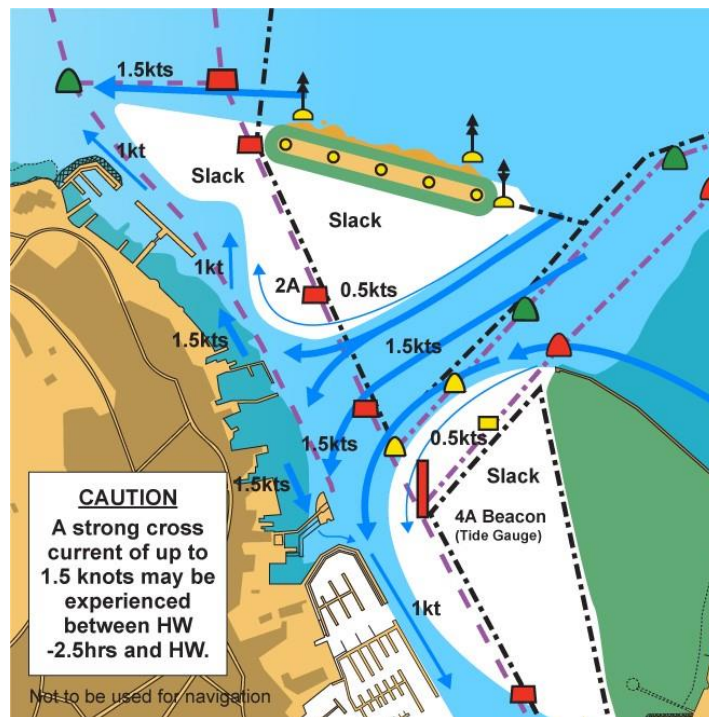 1.5kts
1kt
Slack
Slack
1kt
2A
0.5kts
1.5kts
1.5kts
1.5kts
0.5kts
1.5kts
Slack
4A Beacon
(Tide Gauge)
1kt
CAUTION
A strong cross
current of up to
1.5 knots may be
experienced
between HW
-2.5hrs and HW.
Not to be used for navigation